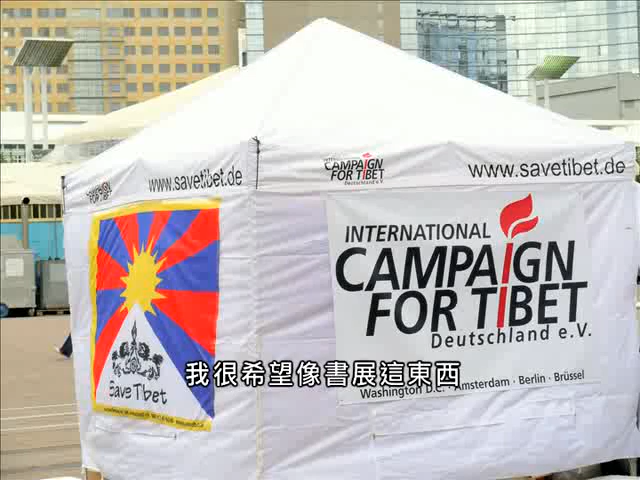 INTERNATIONAL
CAMPAIGN
FOR TIBET
Deutschland e.V.
www.savetibet.de
www.savetibet.de
INTERNATIONAL
CAMPAIGN
FOR TIBET
Deutschland e.V.
Washington D.C. · Amsterdam · Berlin · Brüssel
Save Tibet
我很希望像書展這東西